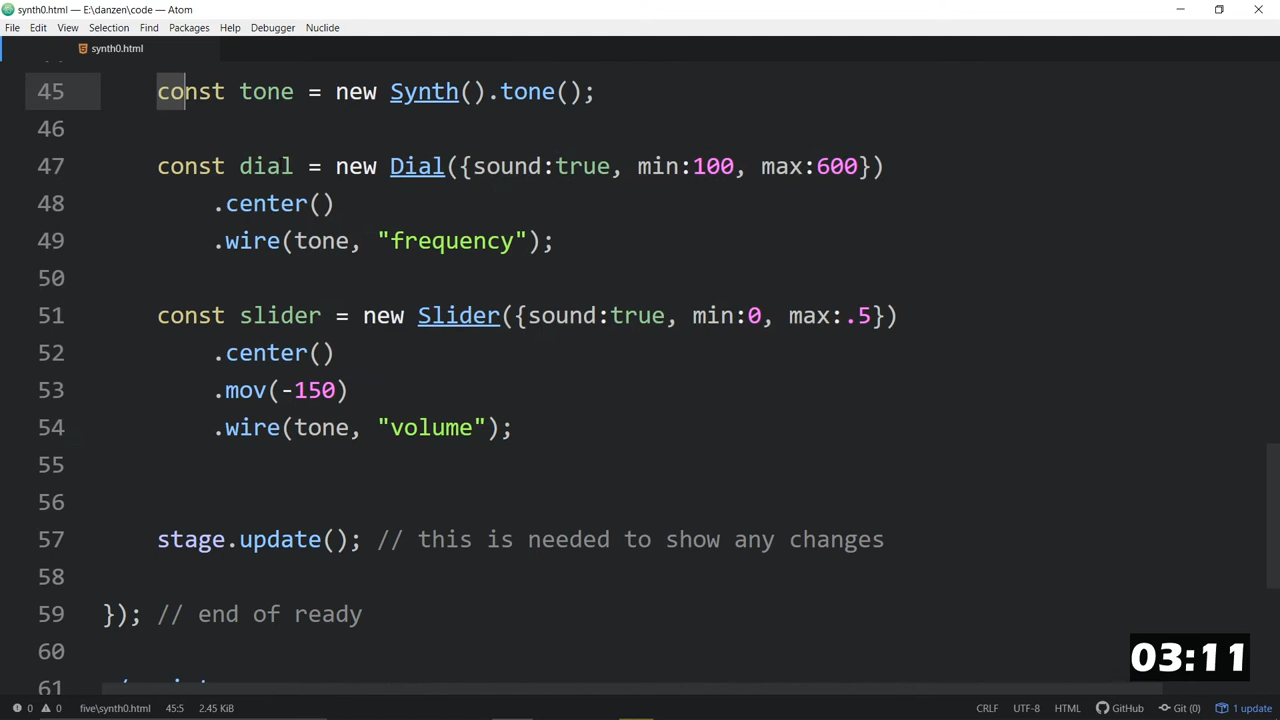 synth0.html — E:\danzen\code — Atom
File Edit View Selection Find Packages Help Debugger Nuclide
synth0.html
45 const tone = new Synth().tone();
46
47 const dial = new Dial({sound:true, min:100, max:600})
48 .center()
49 .wire(tone, "frequency");
50
51 const slider = new Slider({sound:true, min:0, max:.5})
52 .center()
53 .mov(-150)
54 .wire(tone, "volume");
55
56
57 stage.update(); // this is needed to show any changes
58
59 }); // end of ready
60
61
03:11
0 0 five\synth0.html 45:5 2.45 KiB CRLF UTF-8 HTML GitHub Git (0) 1 update